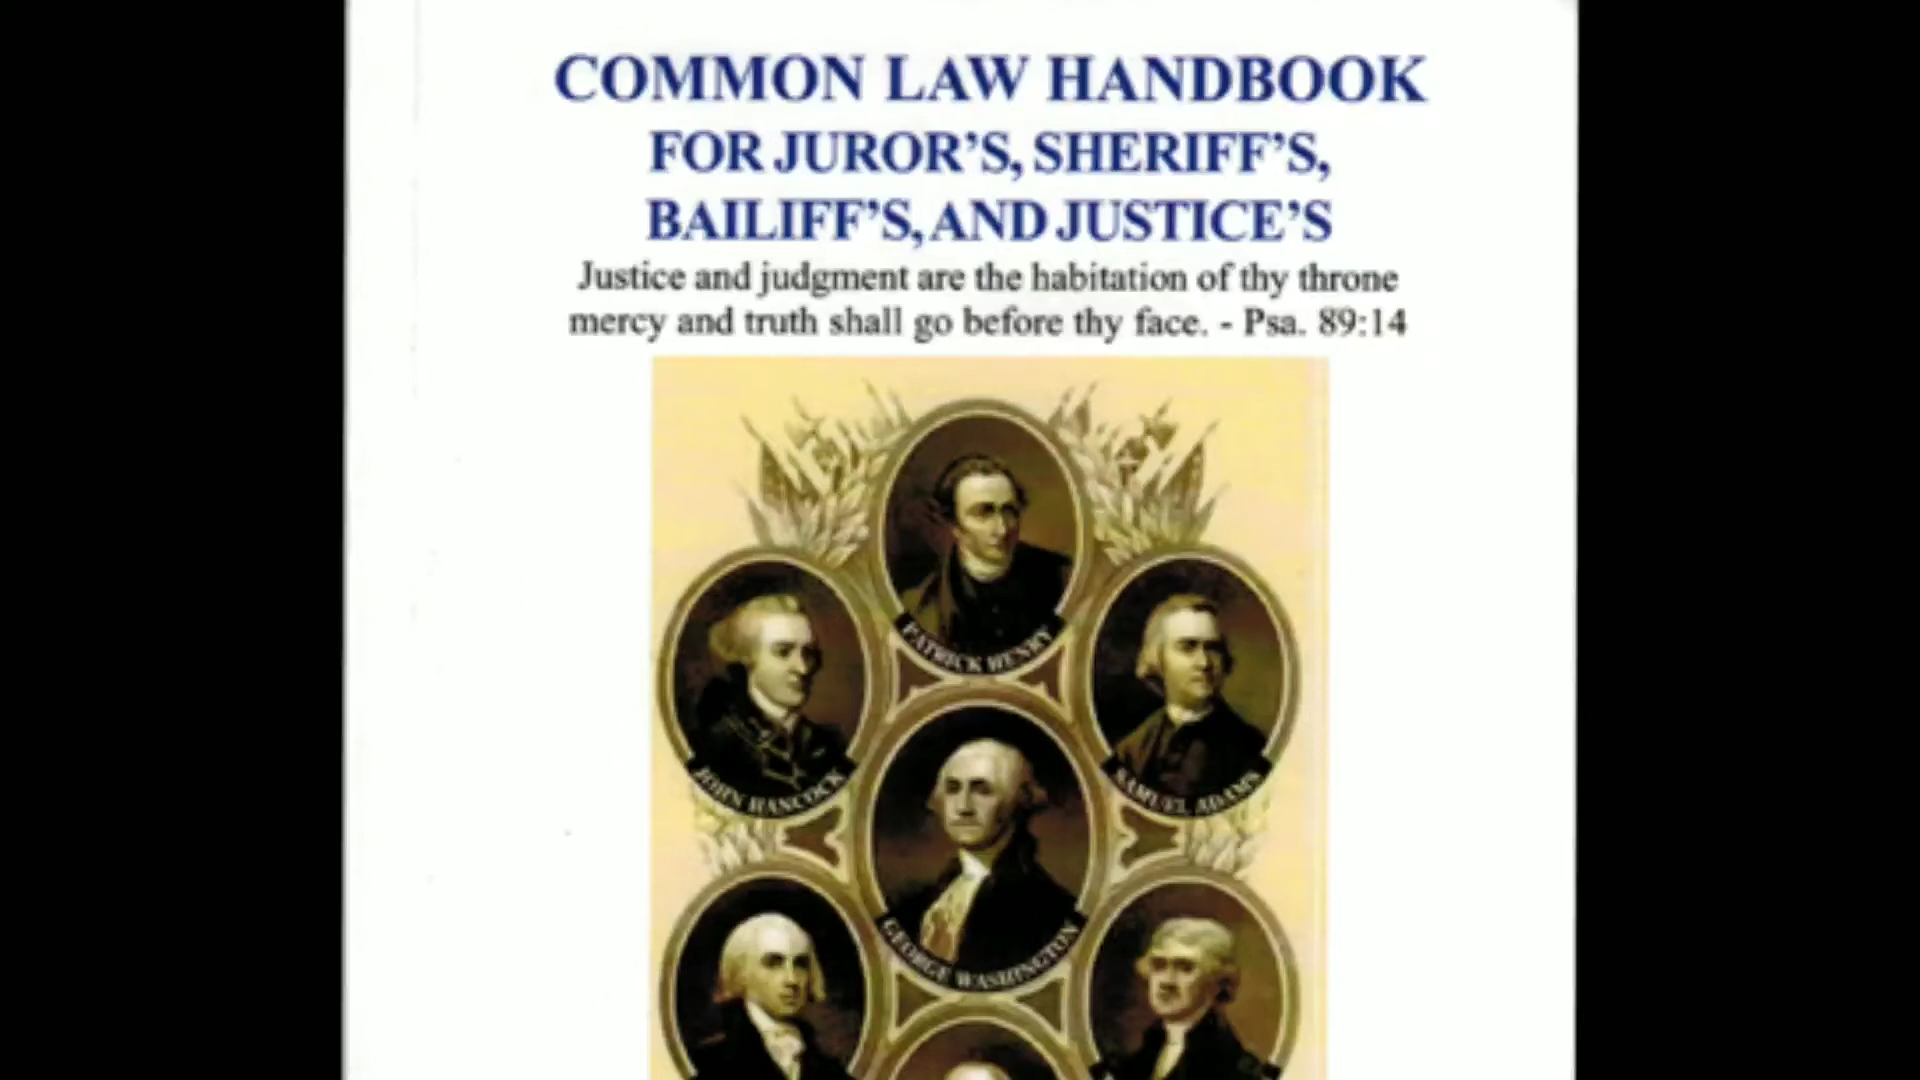 COMMON LAW HANDBOOK
FOR JUROR'S, SHERIFF'S,
BAILIFF'S, AND JUSTICE'S
Justice and judgment are the habitation of thy throne
mercy and truth shall go before thy face. - Psa. 89:14
PATRICK HENRY
JOHN HANCOCK
SAMUEL ADAMS
GEORGE WASHINGTON